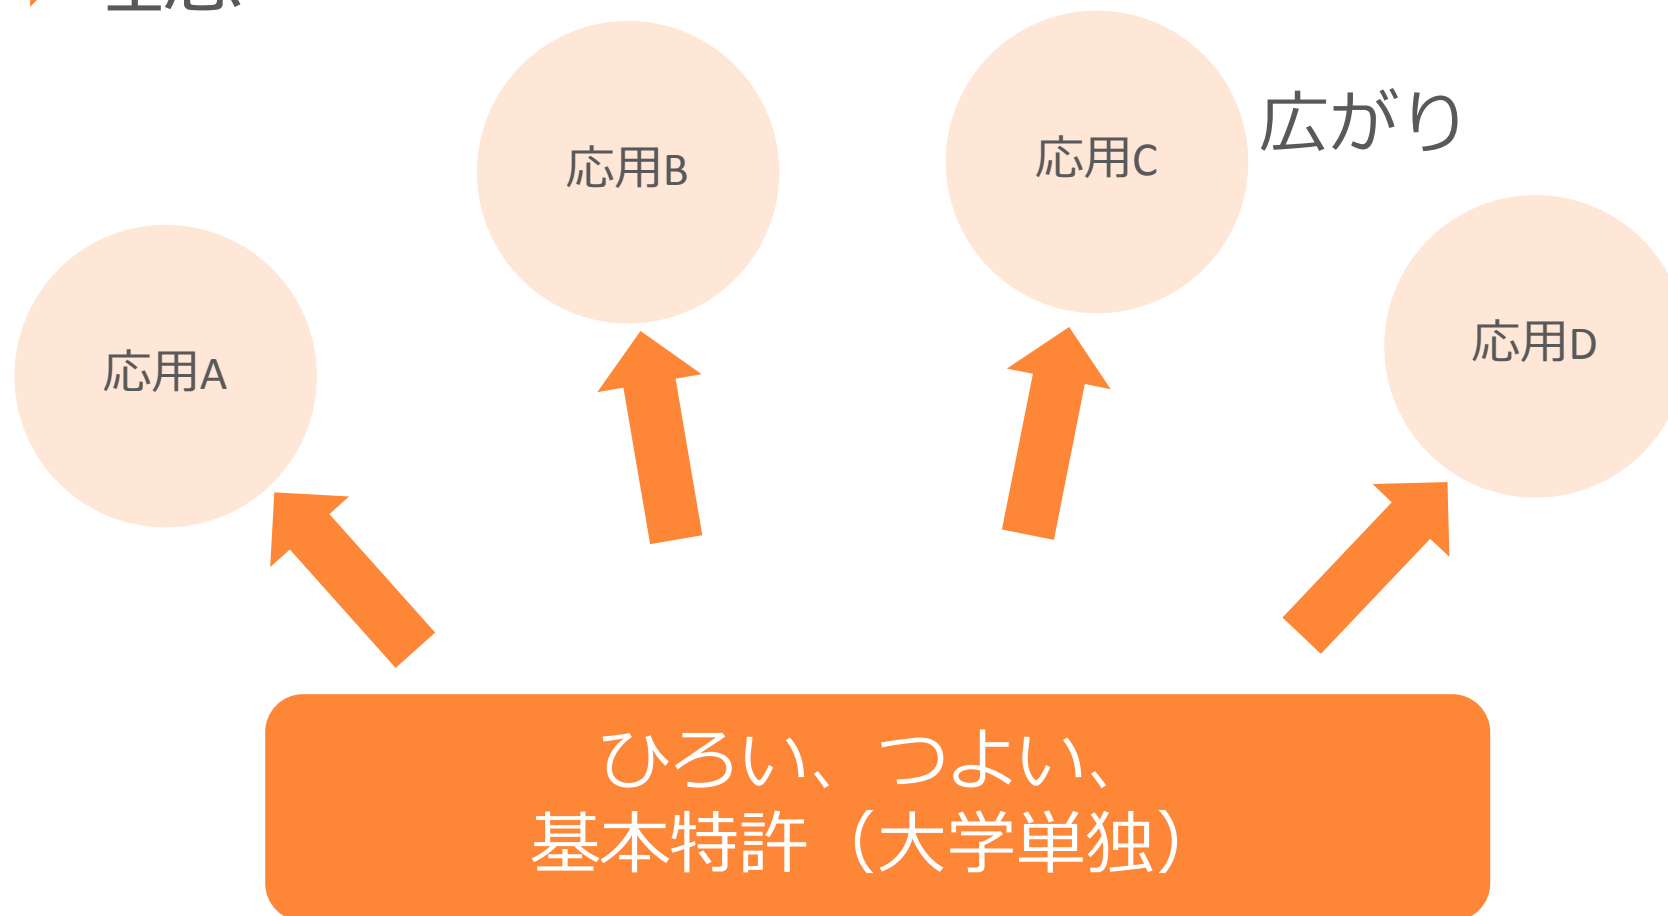 広がり
応用B
応用C
応用A
応用D
ひろい、つよい、
基本特許（大学単独）